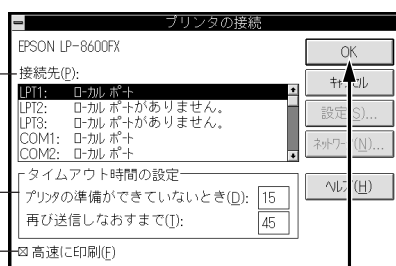 プリンタの接続
EPSON LP-8600FX
接続先(P):
LPT1: ローカル ポート
LPT2: ローカル ポートがありません。
LPT3: ローカル ポートがありません。
COM1: ローカル ポート
COM2: ローカル ポート
タイムアウト時間の設定
プリンタの準備ができていないとき(D): 15
再び送信しなおすまで(T): 45
高速に印刷(F)
OK
キャンセル
設定(S)...
ネットワーク(N)...
ヘルプ(H)